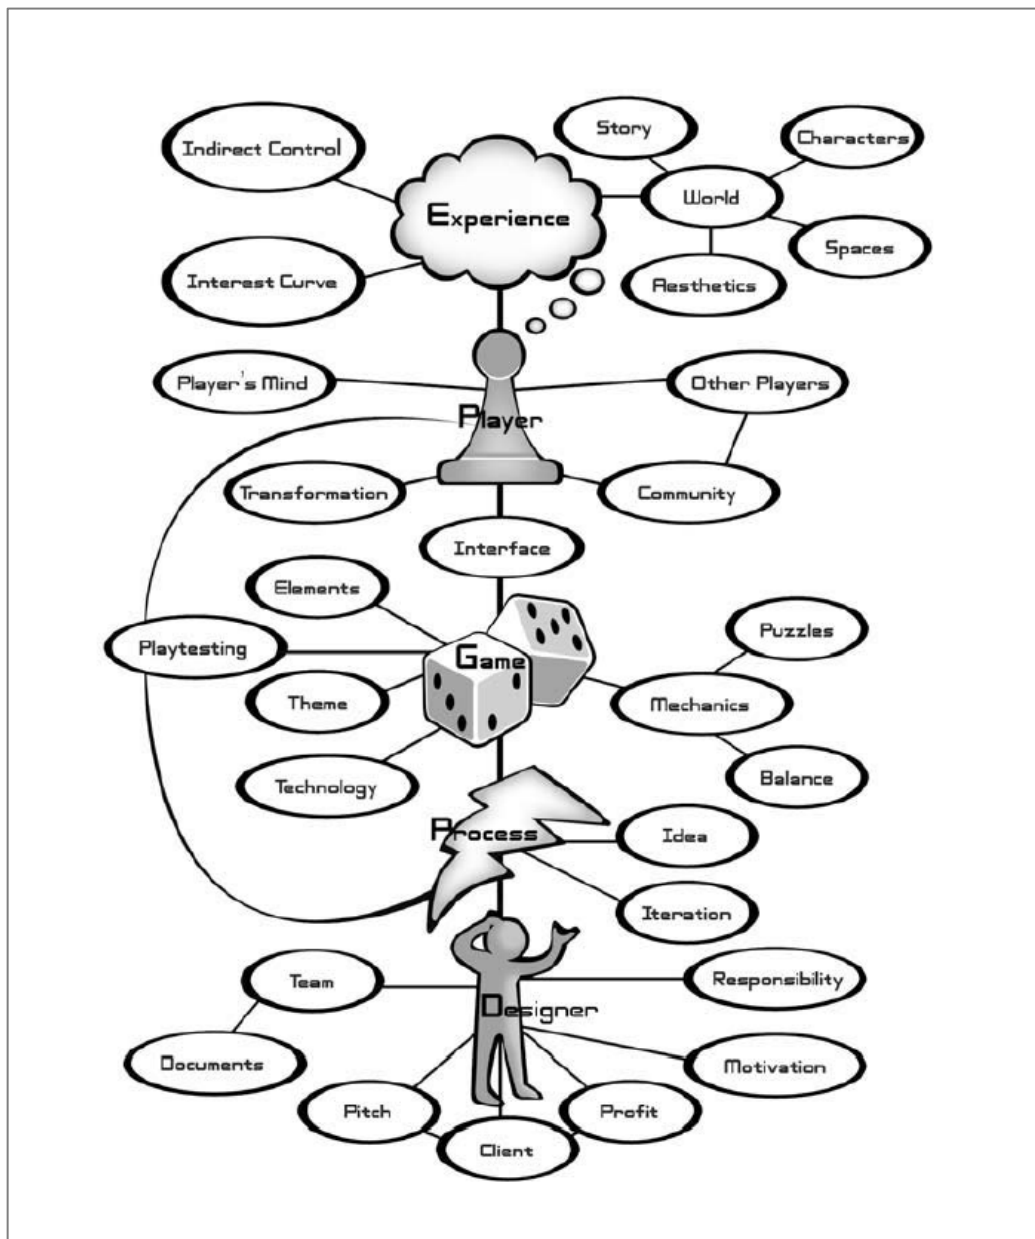 Story
Characters
Indirect Control
World
Experience
Spaces
Interest Curve
Aesthetics
Player's Mind
Other Players
Player
Transformation
Community
Interface
Elements
Puzzles
Playtesting
Game
Theme
Mechanics
Technology
Balance
Process
Idea
Iteration
Team
Responsibility
Designer
Documents
Motivation
Pitch
Profit
Client